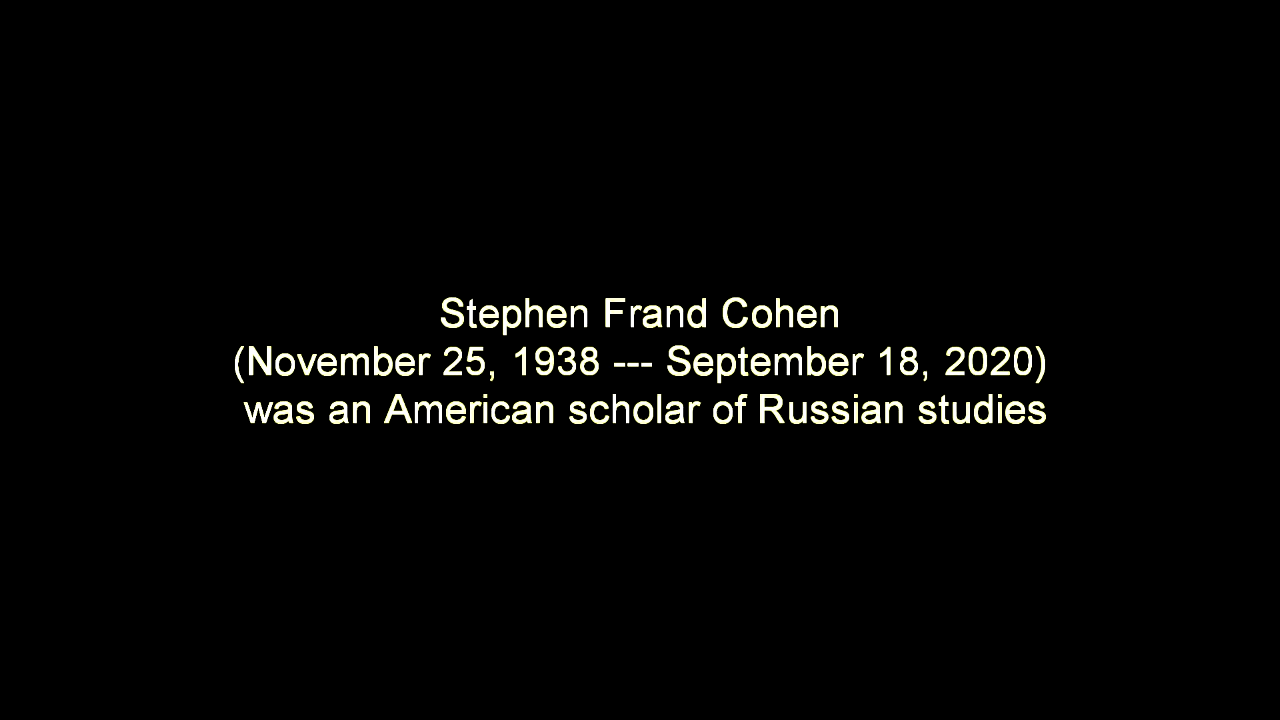 Stephen Frand Cohen
(November 25, 1938 --- September 18, 2020)
was an American scholar of Russian studies